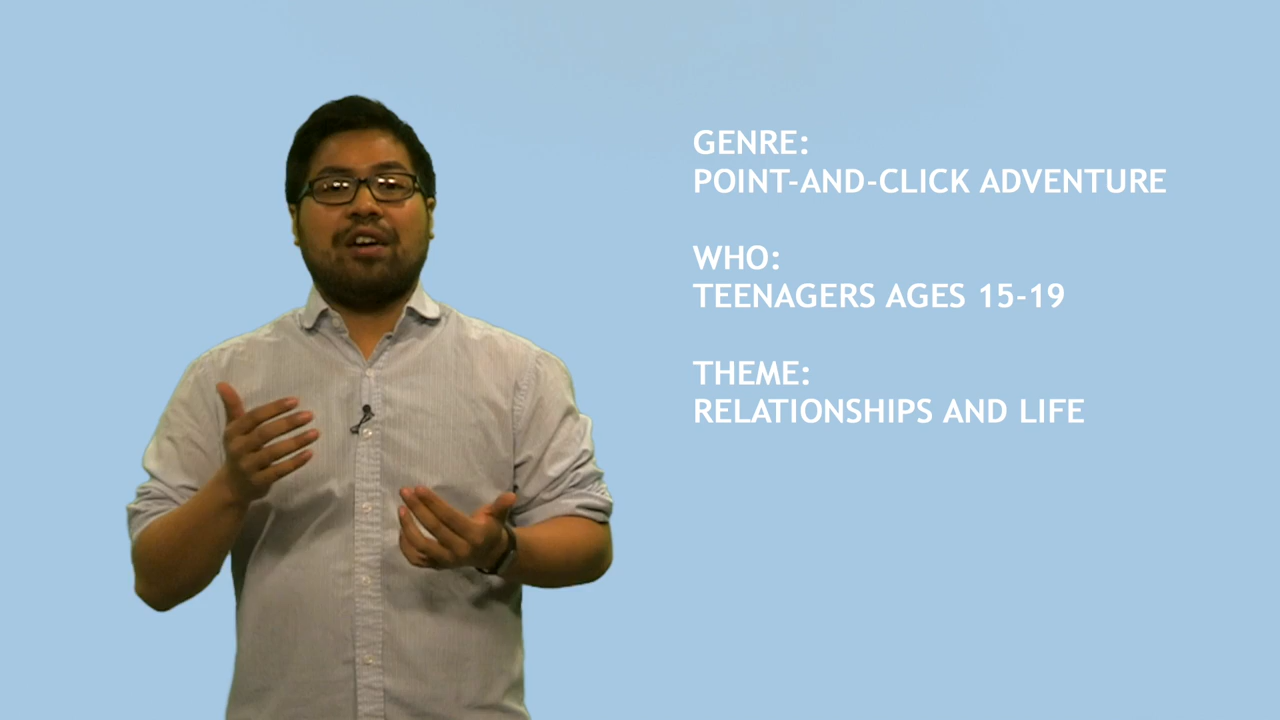 GENRE:
POINT-AND-CLICK ADVENTURE
WHO:
TEENAGERS AGES 15-19
THEME:
RELATIONSHIPS AND LIFE